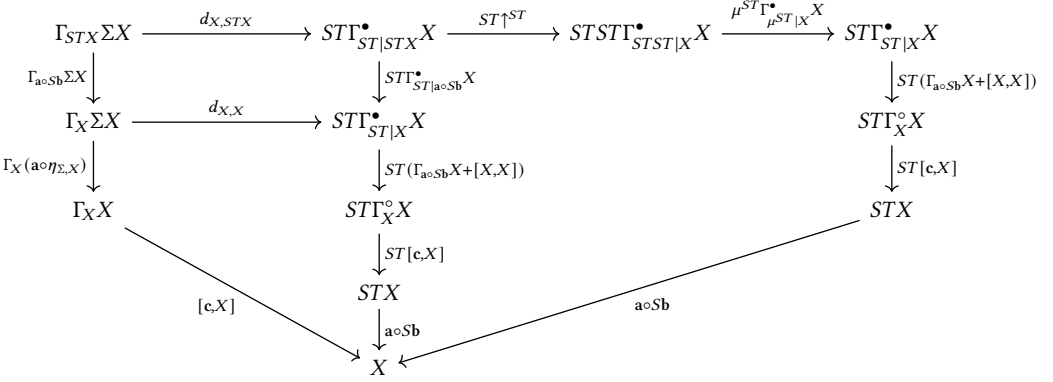 Γ_{STX}ΣX d_{X,STX} STΓ^•_{ST|STX}X ST↑^{ST} STSTΓ^•_{STST|X}X μ^{ST}Γ^•_{μ^{ST}|X}X STΓ^•_{ST|X}X
Γ_{a∘Sb}ΣX STΓ^•_{ST|a∘Sb}X ST(Γ_{a∘Sb}X+[X,X])
Γ_XΣX d_{X,X} STΓ^•_{ST|X}X STΓ^∘_XX
Γ_X(a∘η_{Σ,X}) ST(Γ_{a∘Sb}X+[X,X]) ST[c,X]
Γ_XX STΓ^∘_XX STX
ST[c,X]
[c,X] STX a∘Sb
a∘Sb
X